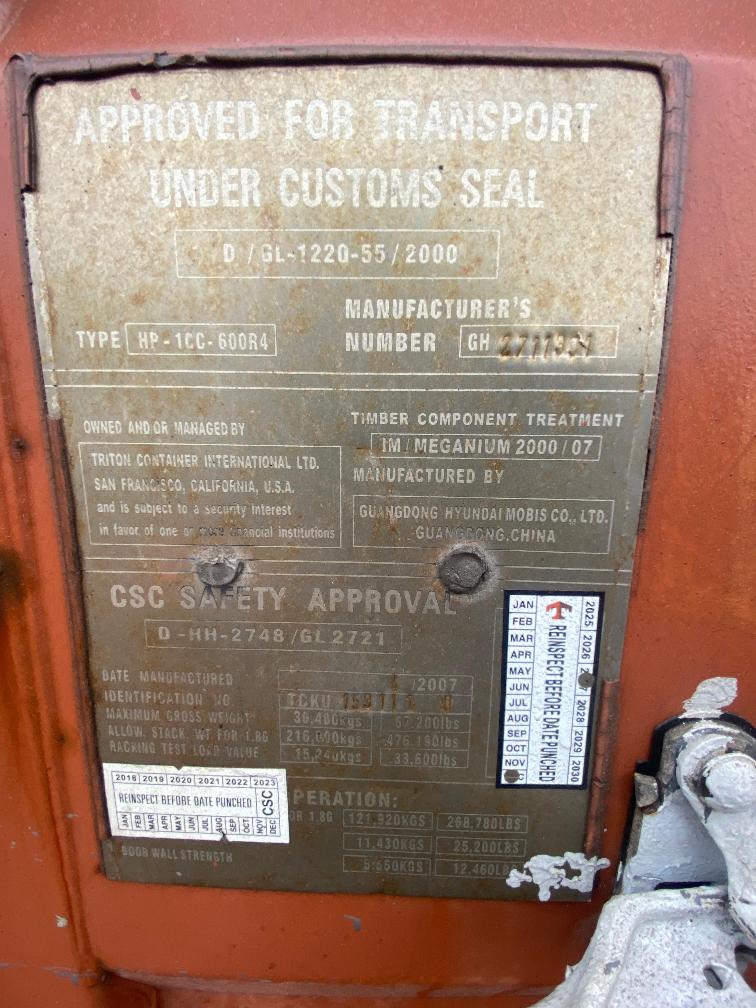 APPROVED FOR TRANSPORT
UNDER CUSTOMS SEAL
D / GL-1220-55 / 2000
TYPE HP-1CC-600R4
MANUFACTURER'S
NUMBER GH
OWNED AND/OR MANAGED BY
TRITON CONTAINER INTERNATIONAL LTD.
SAN FRANCISCO, CALIFORNIA, U.S.A.
and is subject to a security interest
in favor of one or more financial institutions
TIMBER COMPONENT TREATMENT
IM / MEGANIUM 2000 / 07
MANUFACTURED BY
GUANGDONG HYUNDAI MOBIS CO., LTD.
GUANGDONG, CHINA
CSC SAFETY APPROVAL
D-HH-2748 / GL 2721
DATE MANUFACTURED / 2007
IDENTIFICATION NO. TCKU
MAXIMUM GROSS WEIGHT 30,480kgs 67,200lbs
ALLOW. STACK. WT. FOR 1.8G 216,000kgs 476,190lbs
RACKING TEST LOAD VALUE 15,240kgs 33,600lbs
2018 2019 2020 2021 2022 2023
REINSPECT BEFORE DATE PUNCHED
CSC
JAN FEB MAR APR MAY JUN JUL AUG SEP OCT NOV DEC
PERATION:
OR 1.8G 121,920KGS 268,780LBS
11,430KGS 25,200LBS
DOOR WALL STRENGTH 5,650KGS 12,460LBS
JAN
FEB
MAR
APR
MAY
JUN
JUL
AUG
SEP
OCT
NOV
T REINSPECT BEFORE DATE PUNCHED
2025 2026 2028 2029 2030